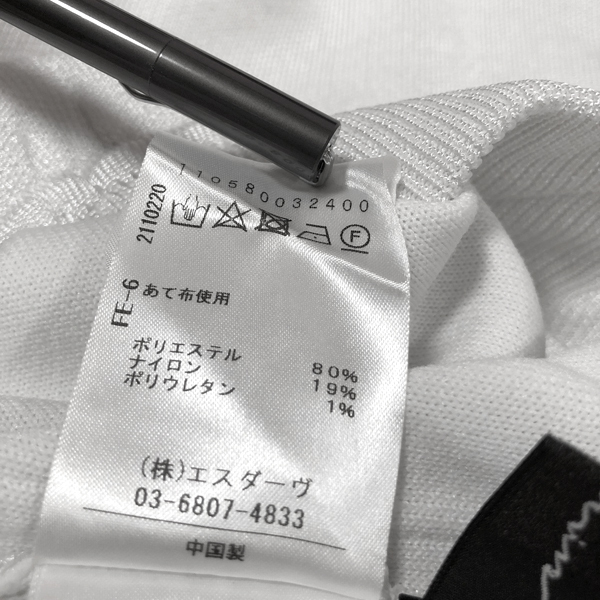 110580032400
2110220
FE-6
あて布使用
ポリエステル 80%
ナイロン 19%
ポリウレタン 1%
(株)エスダーヴ
03-6807-4833
中国製